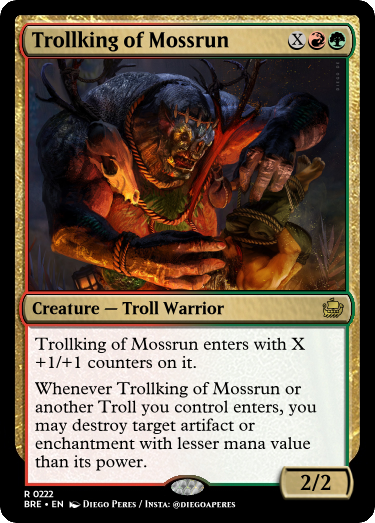 Trollking of Mossrun X R G
Creature — Troll Warrior
Trollking of Mossrun enters with X
+1/+1 counters on it.
Whenever Trollking of Mossrun or
another Troll you control enters, you
may destroy target artifact or
enchantment with lesser mana value
than its power.
2/2
R 0222
BRE • EN Diego Peres / Insta: @diegoaperes